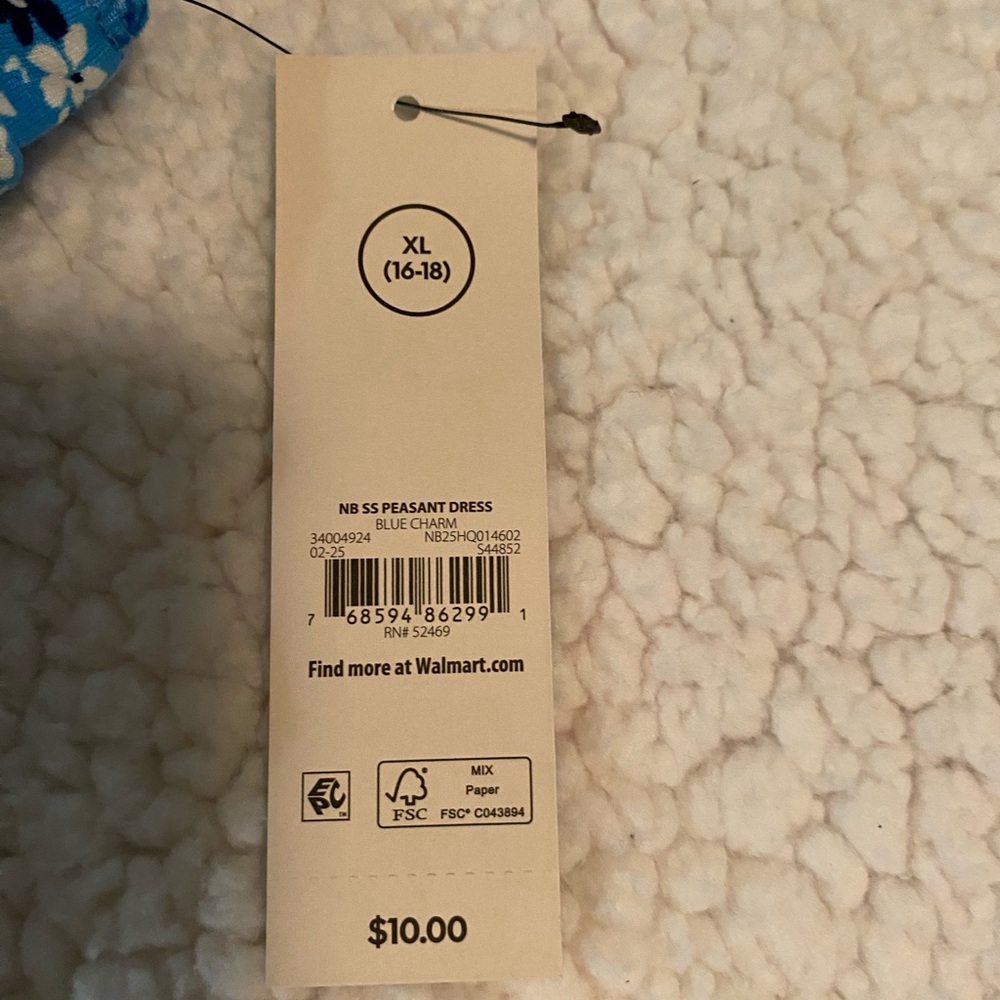 XL
(16-18)
NB SS PEASANT DRESS
BLUE CHARM
34004924 NB25HQ014602
02-25 S44852
7 68594 86299 1
RN# 52469
Find more at Walmart.com
EPC™
FSC®
MIX
Paper
FSC® C043894
$10.00